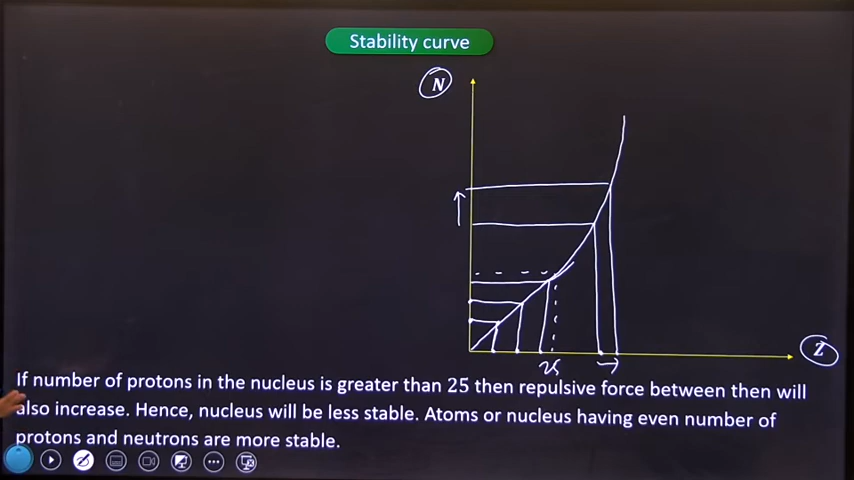 Stability curve
N
Z
25
If number of protons in the nucleus is greater than 25 then repulsive force between then will
also increase. Hence, nucleus will be less stable. Atoms or nucleus having even number of
protons and neutrons are more stable.